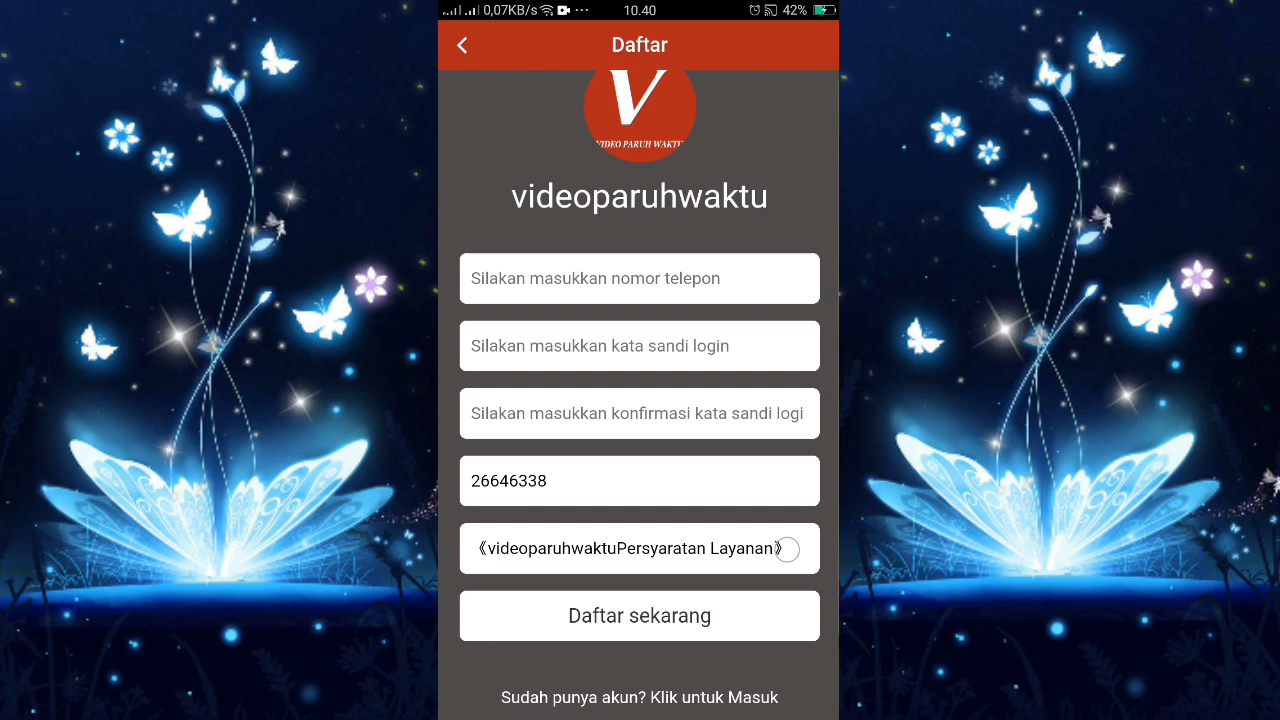 0,07KB/s ... 10.40 42%
Daftar
V
VIDEO PARUH WAKTU
videoparuhwaktu
Silakan masukkan nomor telepon
Silakan masukkan kata sandi login
Silakan masukkan konfirmasi kata sandi logi
26646338
《videoparuhwaktuPersyaratan Layanan》
Daftar sekarang
Sudah punya akun? Klik untuk Masuk